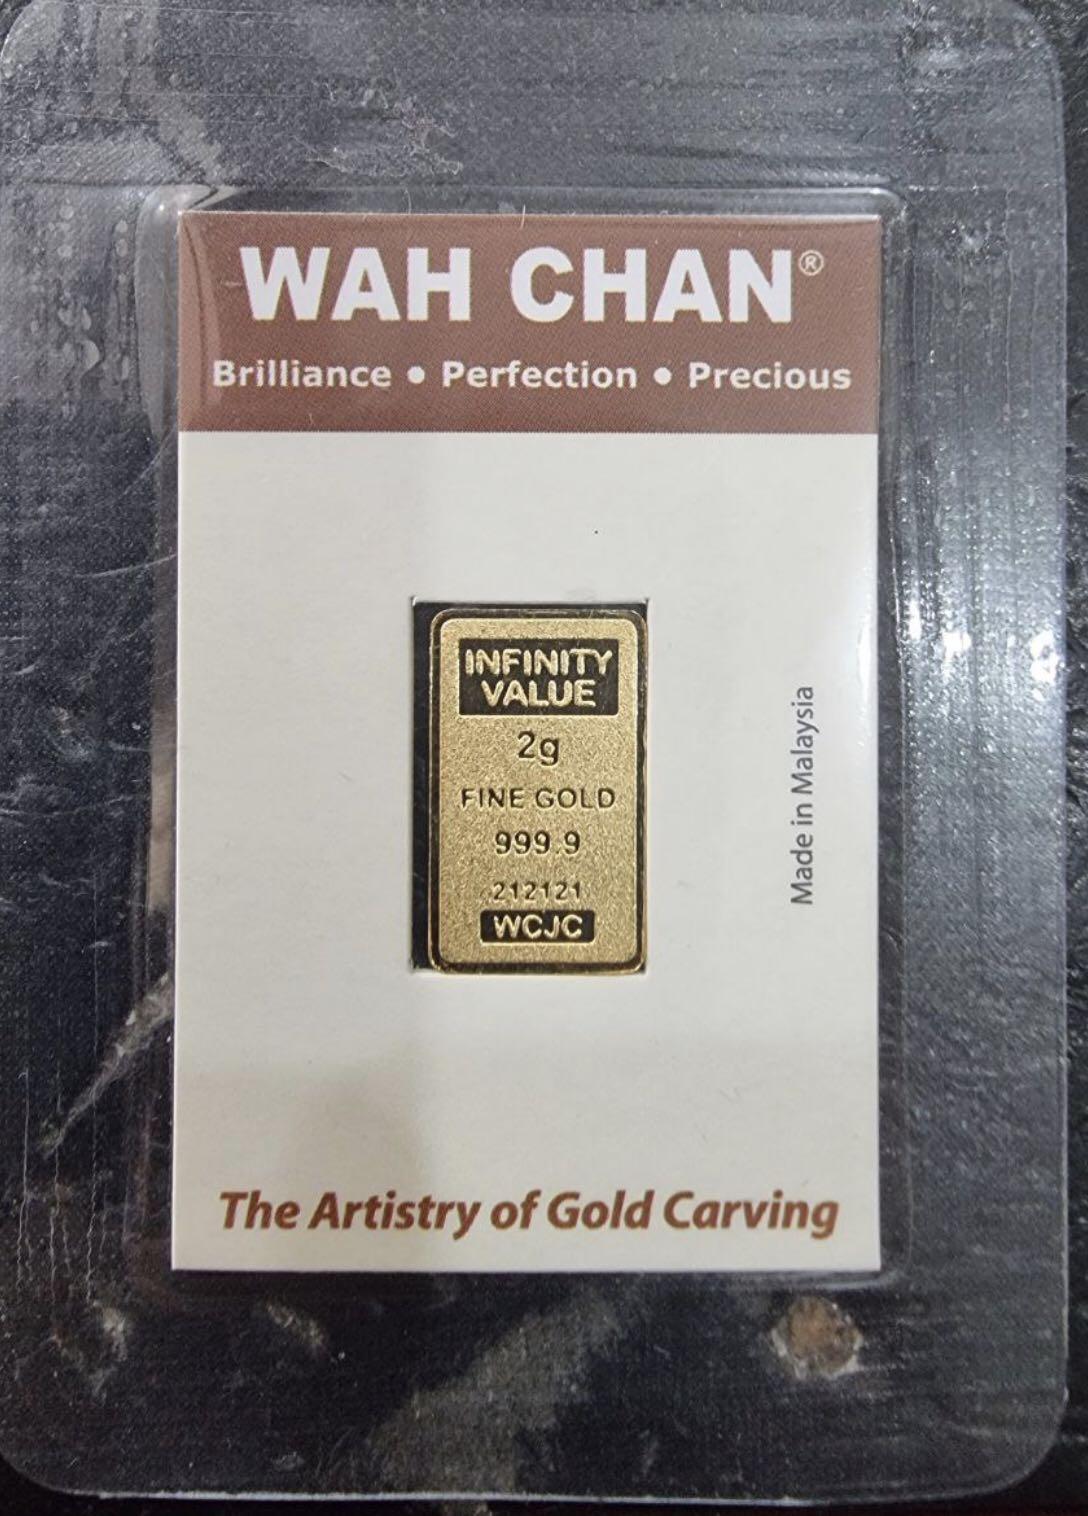 WAH CHAN®
Brilliance • Perfection • Precious
INFINITY
VALUE
2g
FINE GOLD
999.9
212121
WCJC
Made in Malaysia
The Artistry of Gold Carving